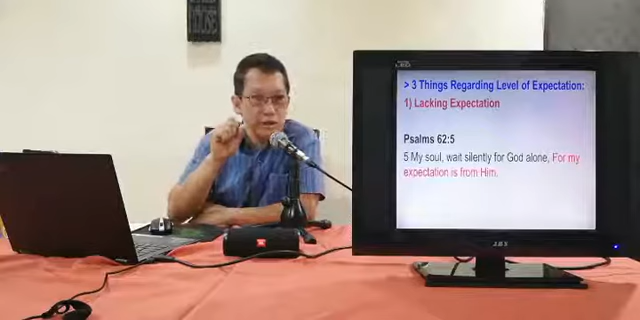 > 3 Things Regarding Level of Expectation:
1) Lacking Expectation
Psalms 62:5
5 My soul, wait silently for God alone, For my
expectation is from Him.
JBL